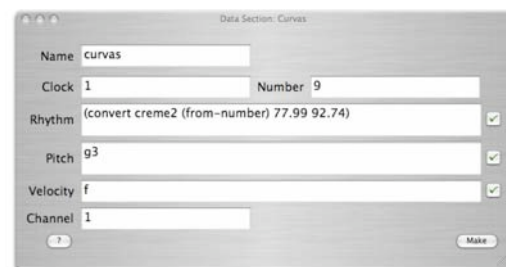 Data Section: Curvas
Name curvas
Clock 1 Number 9
Rhythm (convert creme2 (from-number) 77.99 92.74)
Pitch g3
Velocity f
Channel 1
? Make